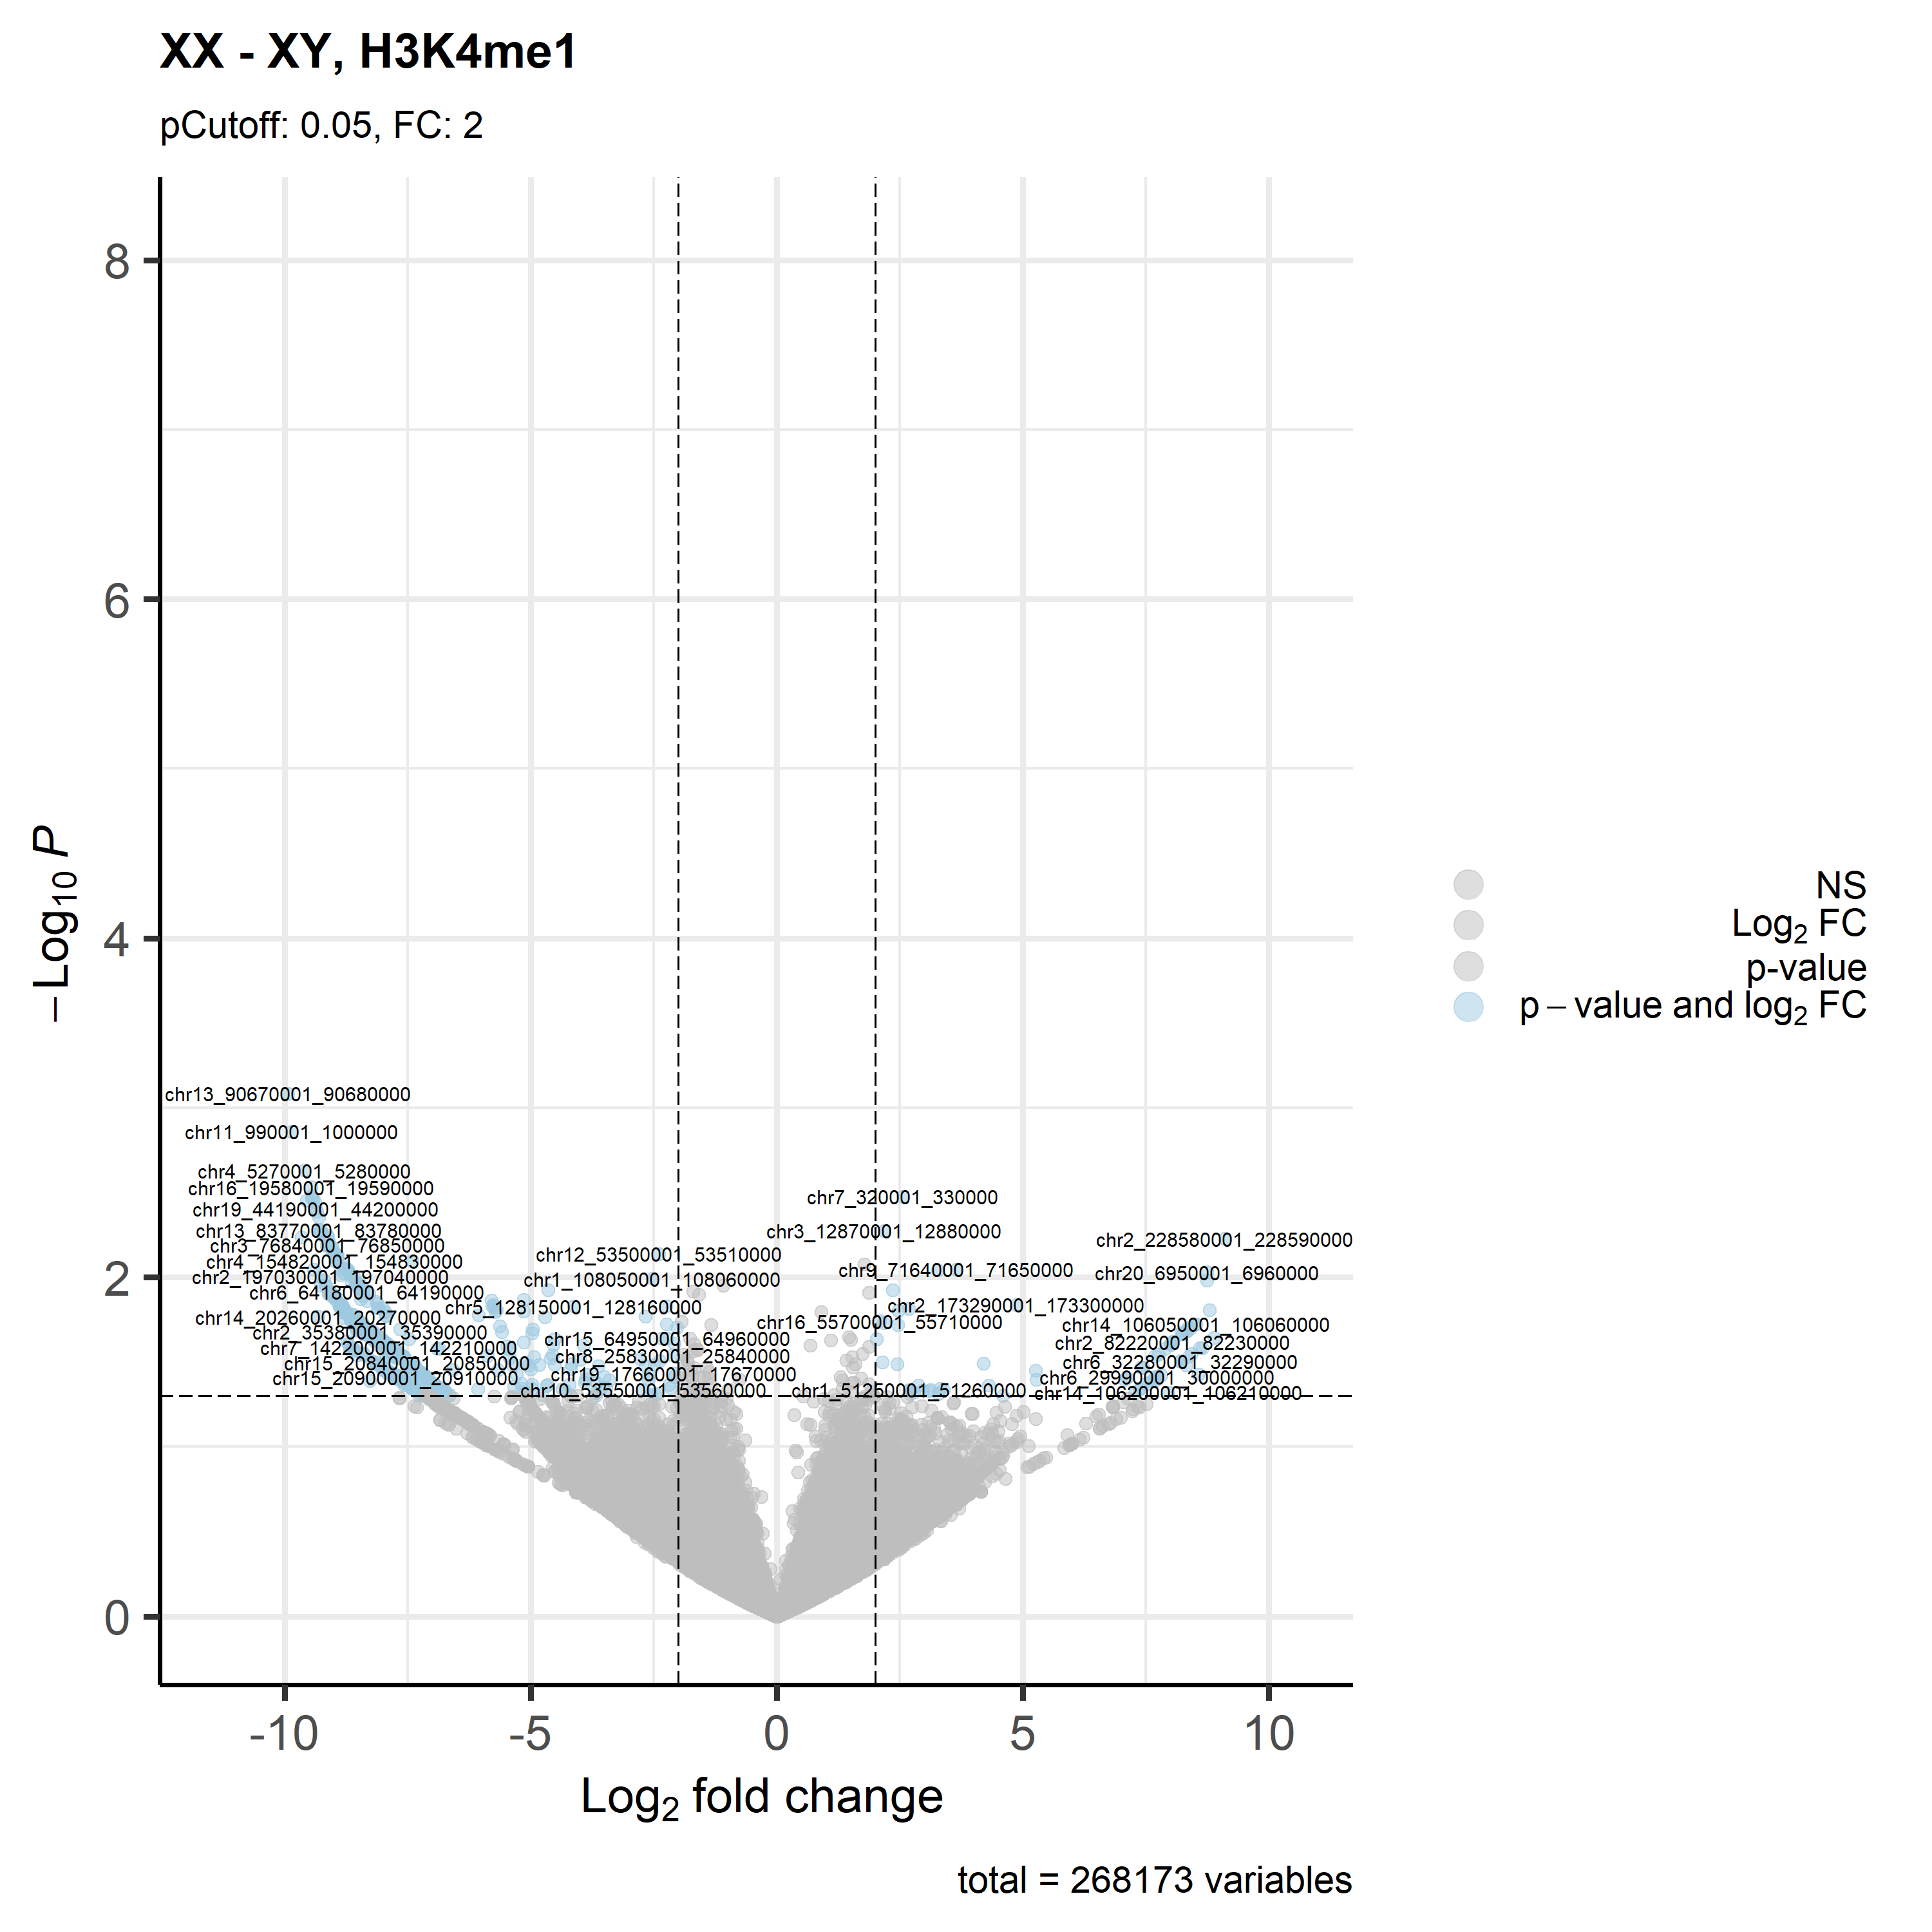 XX - XY, H3K4me1
pCutoff: 0.05, FC: 2
8
6
4
2
0
−Log10 P
chr13_90670001_90680000
chr11_990001_1000000
chr4_5270001_5280000
chr16_19580001_19590000
chr19_44190001_44200000
chr13_83770001_83780000
chr3_76840001_76850000
chr4_154820001_154830000
chr2_197030001_197040000
chr6_64180001_64190000
chr14_20260001_20270000
chr2_35380001_35390000
chr7_142200001_142210000
chr15_20840001_20850000
chr15_20900001_20910000
chr12_53500001_53510000
chr1_108050001_108060000
chr5_128150001_128160000
chr15_64950001_64960000
chr8_25830001_25840000
chr19_17660001_17670000
chr10_53550001_53560000
chr7_320001_330000
chr3_12870001_12880000
chr9_71640001_71650000
chr2_173290001_173300000
chr16_55700001_55710000
chr1_51250001_51260000
chr2_228580001_228590000
chr20_6950001_6960000
chr14_106050001_106060000
chr2_82220001_82230000
chr6_32280001_32290000
chr6_29990001_30000000
chr14_106200001_106210000
-10
-5
0
5
10
Log2 fold change
total = 268173 variables
NS
Log2 FC
p-value
p−value and log2 FC